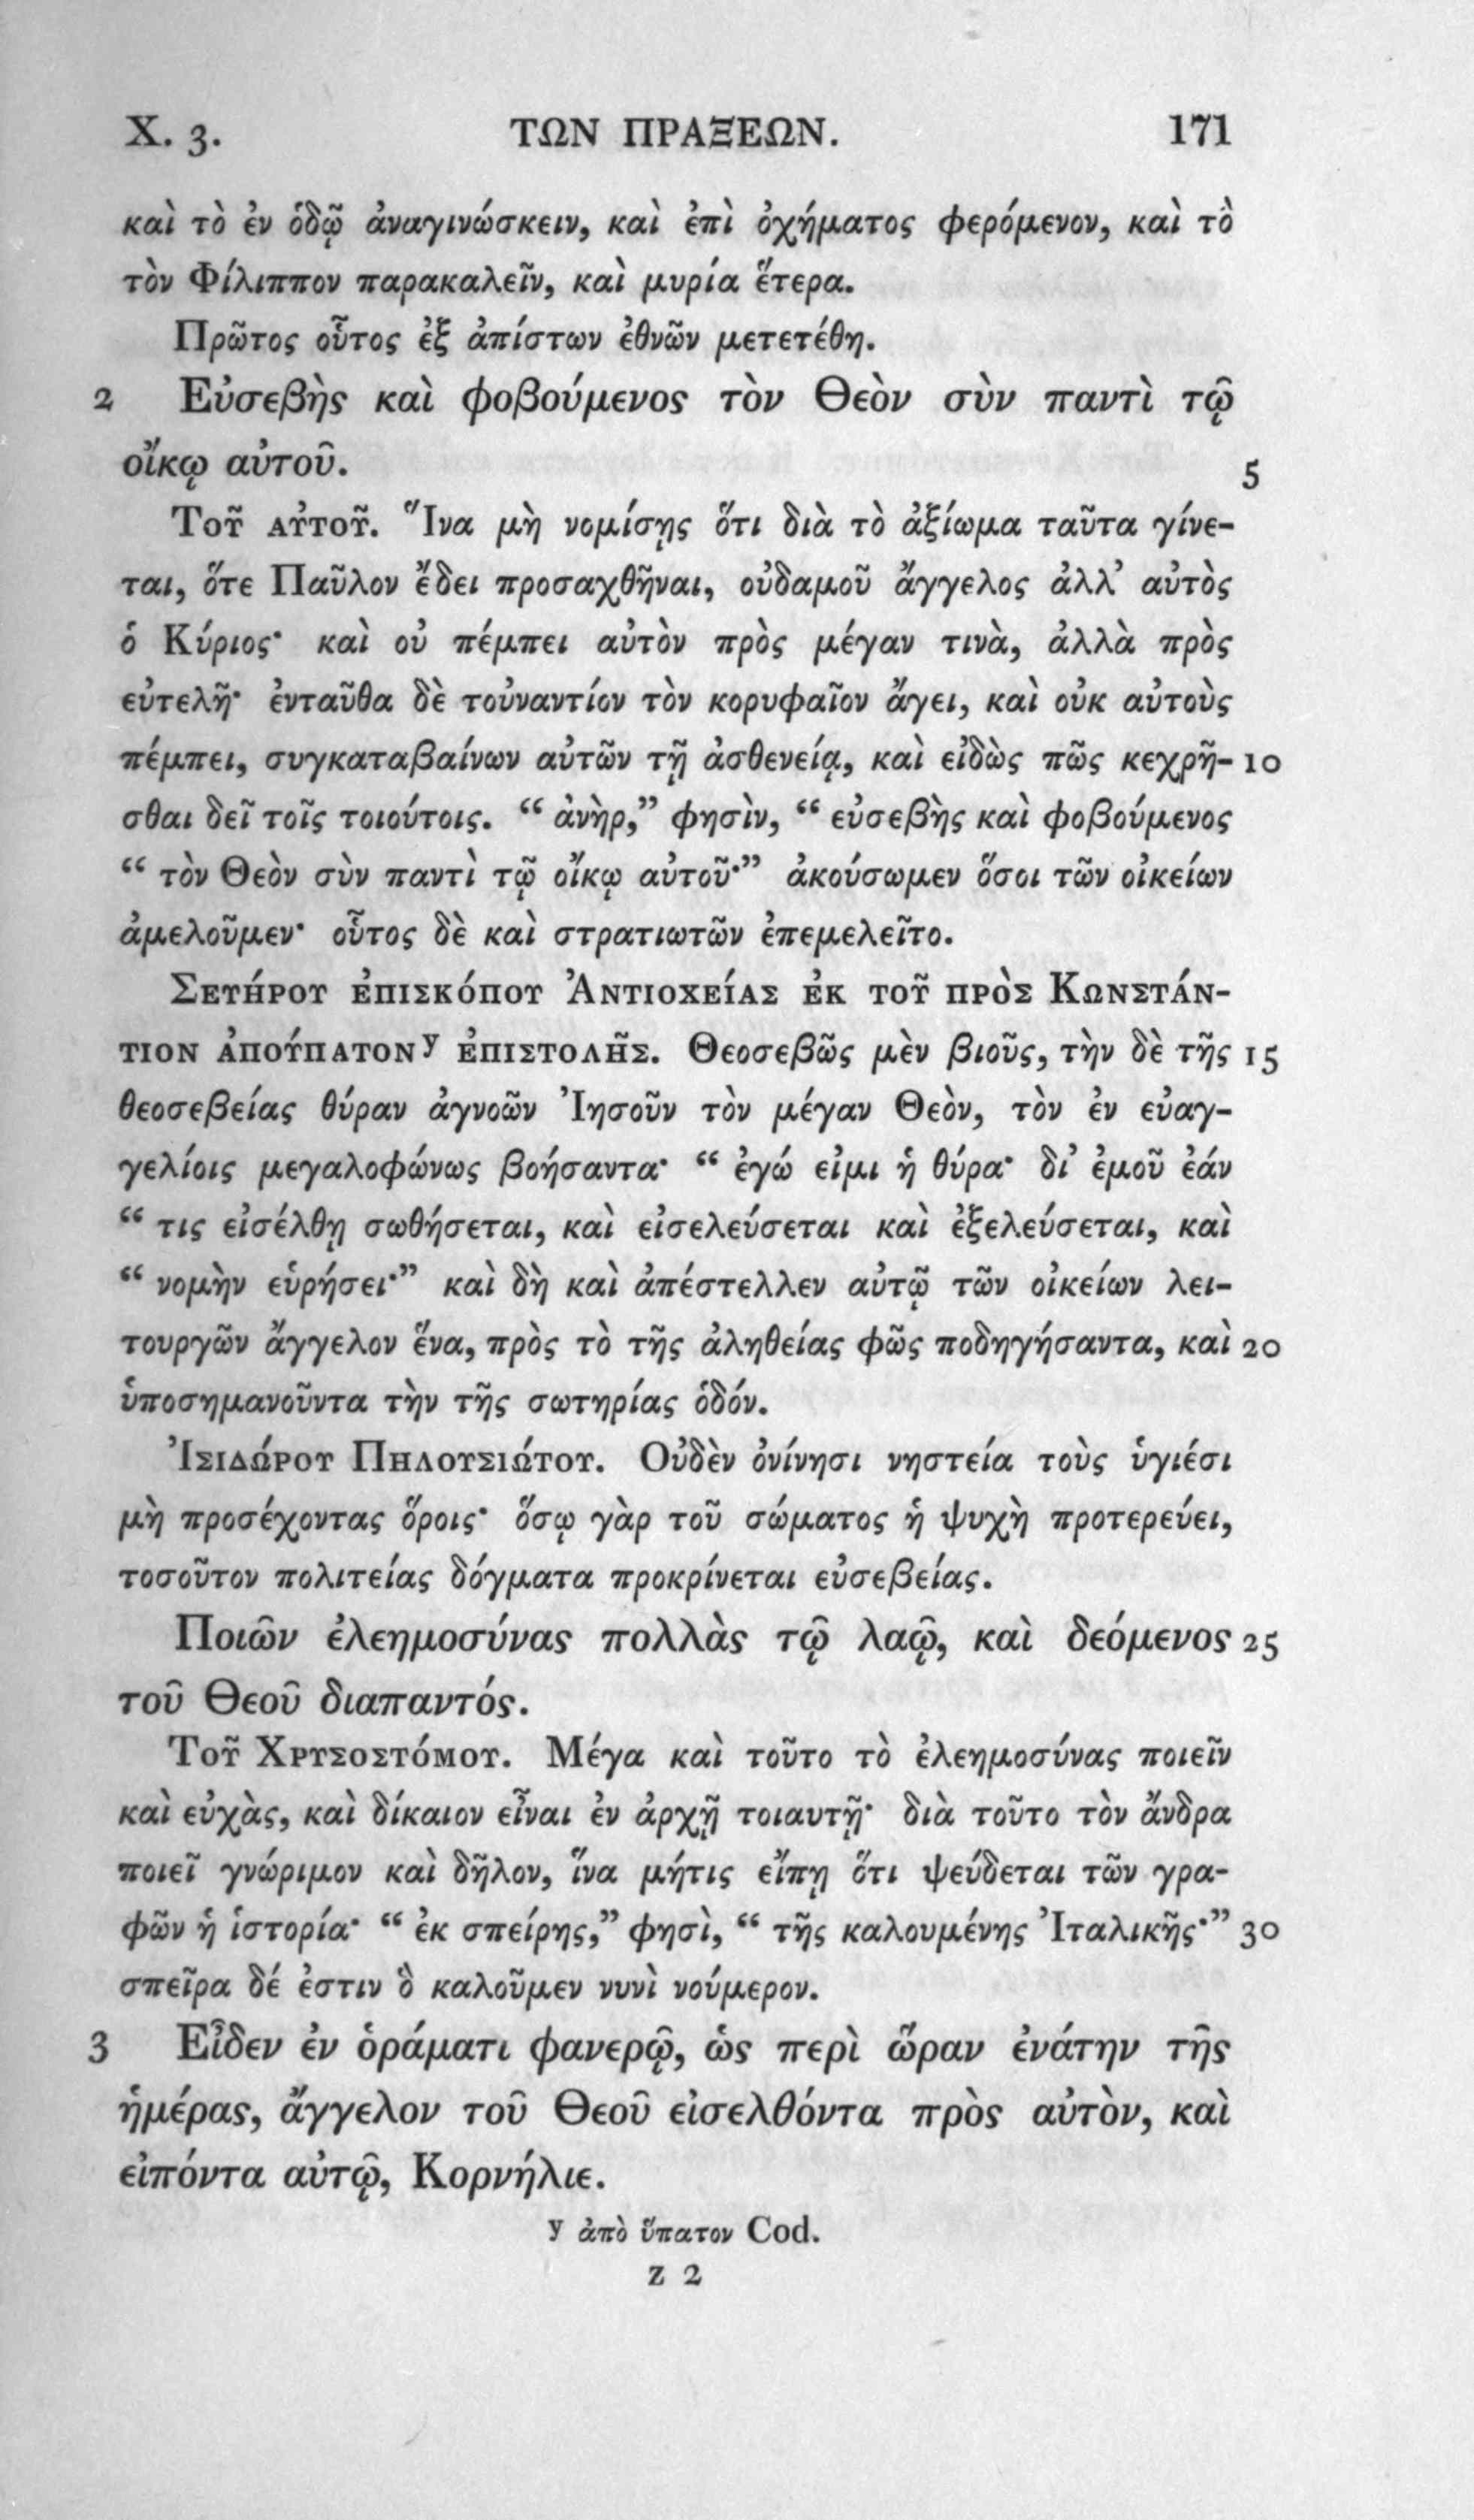 X. 3. ΤΩΝ ΠΡΑΞΕΩΝ. 171
καὶ τὸ ἐν ὁδῷ ἀναγινώσκειν, καὶ ἐπὶ ὀχήματος φερόμενον, καὶ τὸ
τὸν Φίλιππον παρακαλεῖν, καὶ μυρία ἕτερα.
Πρῶτος οὗτος ἐξ ἀπίστων ἐθνῶν μετετέθη.
2 Εὐσεβὴς καὶ φοβούμενος τὸν Θεὸν σὺν παντὶ τῷ
οἴκῳ αὐτοῦ. 5
Τοῦ αὐτοῦ. Ἵνα μὴ νομίσῃς ὅτι διὰ τὸ ἀξίωμα ταῦτα γίνε-
ται, ὅτε Παῦλον ἔδει προσαχθῆναι, οὐδαμοῦ ἄγγελος ἀλλ’ αὐτὸς
ὁ Κύριος· καὶ οὐ πέμπει αὐτὸν πρὸς μέγαν τινὰ, ἀλλὰ πρὸς
εὐτελῆ· ἐνταῦθα δὲ τοὐναντίον τὸν κορυφαῖον ἄγει, καὶ οὐκ αὐτοὺς
πέμπει, συγκαταβαίνων αὐτῶν τῇ ἀσθενείᾳ, καὶ εἰδὼς πῶς κεχρῆ- 10
σθαι δεῖ τοῖς τοιούτοις. “ ἀνὴρ,” φησὶν, “ εὐσεβὴς καὶ φοβούμενος
“ τὸν Θεὸν σὺν παντὶ τῷ οἴκῳ αὐτοῦ·” ἀκούσωμεν ὅσοι τῶν οἰκείων
ἀμελοῦμεν· οὗτος δὲ καὶ στρατιωτῶν ἐπεμελεῖτο.
Σευήρου ἐπισκόπου Ἀντιοχείας ἐκ τοῦ πρὸς Κωνστάν-
τιον ἀπούπατονy ἐπιστολῆς. Θεοσεβῶς μὲν βιοῦς, τὴν δὲ τῆς 15
θεοσεβείας θύραν ἀγνοῶν Ἰησοῦν τὸν μέγαν Θεὸν, τὸν ἐν εὐαγ-
γελίοις μεγαλοφώνως βοήσαντα· “ ἐγώ εἰμι ἡ θύρα· δι’ ἐμοῦ ἐάν
“ τις εἰσέλθῃ σωθήσεται, καὶ εἰσελεύσεται καὶ ἐξελεύσεται, καὶ
“ νομὴν εὑρήσει·” καὶ δὴ καὶ ἀπέστελλεν αὐτῷ τῶν οἰκείων λει-
τουργῶν ἄγγελον ἕνα, πρὸς τὸ τῆς ἀληθείας φῶς ποδηγήσαντα, καὶ 20
ὑποσημανοῦντα τὴν τῆς σωτηρίας ὁδόν.
Ἰσιδώρου Πηλουσιώτου. Οὐδὲν ὀνίνησι νηστεία τοὺς ὑγιέσι
μὴ προσέχοντας ὅροις· ὅσῳ γὰρ τοῦ σώματος ἡ ψυχὴ προτερεύει,
τοσοῦτον πολιτείας δόγματα προκρίνεται εὐσεβείας.
Ποιῶν ἐλεημοσύνας πολλὰς τῷ λαῷ, καὶ δεόμενος 25
τοῦ Θεοῦ διαπαντός.
Τοῦ Χρυσοστόμου. Μέγα καὶ τοῦτο τὸ ἐλεημοσύνας ποιεῖν
καὶ εὐχὰς, καὶ δίκαιον εἶναι ἐν ἀρχῇ τοιαυτῇ· διὰ τοῦτο τὸν ἄνδρα
ποιεῖ γνώριμον καὶ δῆλον, ἵνα μήτις εἴπῃ ὅτι ψεύδεται τῶν γρα-
φῶν ἡ ἱστορία· “ ἐκ σπείρης,” φησὶ, “ τῆς καλουμένης Ἰταλικῆς·” 30
σπεῖρα δέ ἐστιν ὃ καλοῦμεν νυνὶ νούμερον.
3 Εἶδεν ἐν ὁράματι φανερῷ, ὡς περὶ ὥραν ἐνάτην τῆς
ἡμέρας, ἄγγελον τοῦ Θεοῦ εἰσελθόντα πρὸς αὐτὸν, καὶ
εἰπόντα αὐτῷ, Κορνήλιε.
y ἀπὸ ὕπατον Cod.
z 2